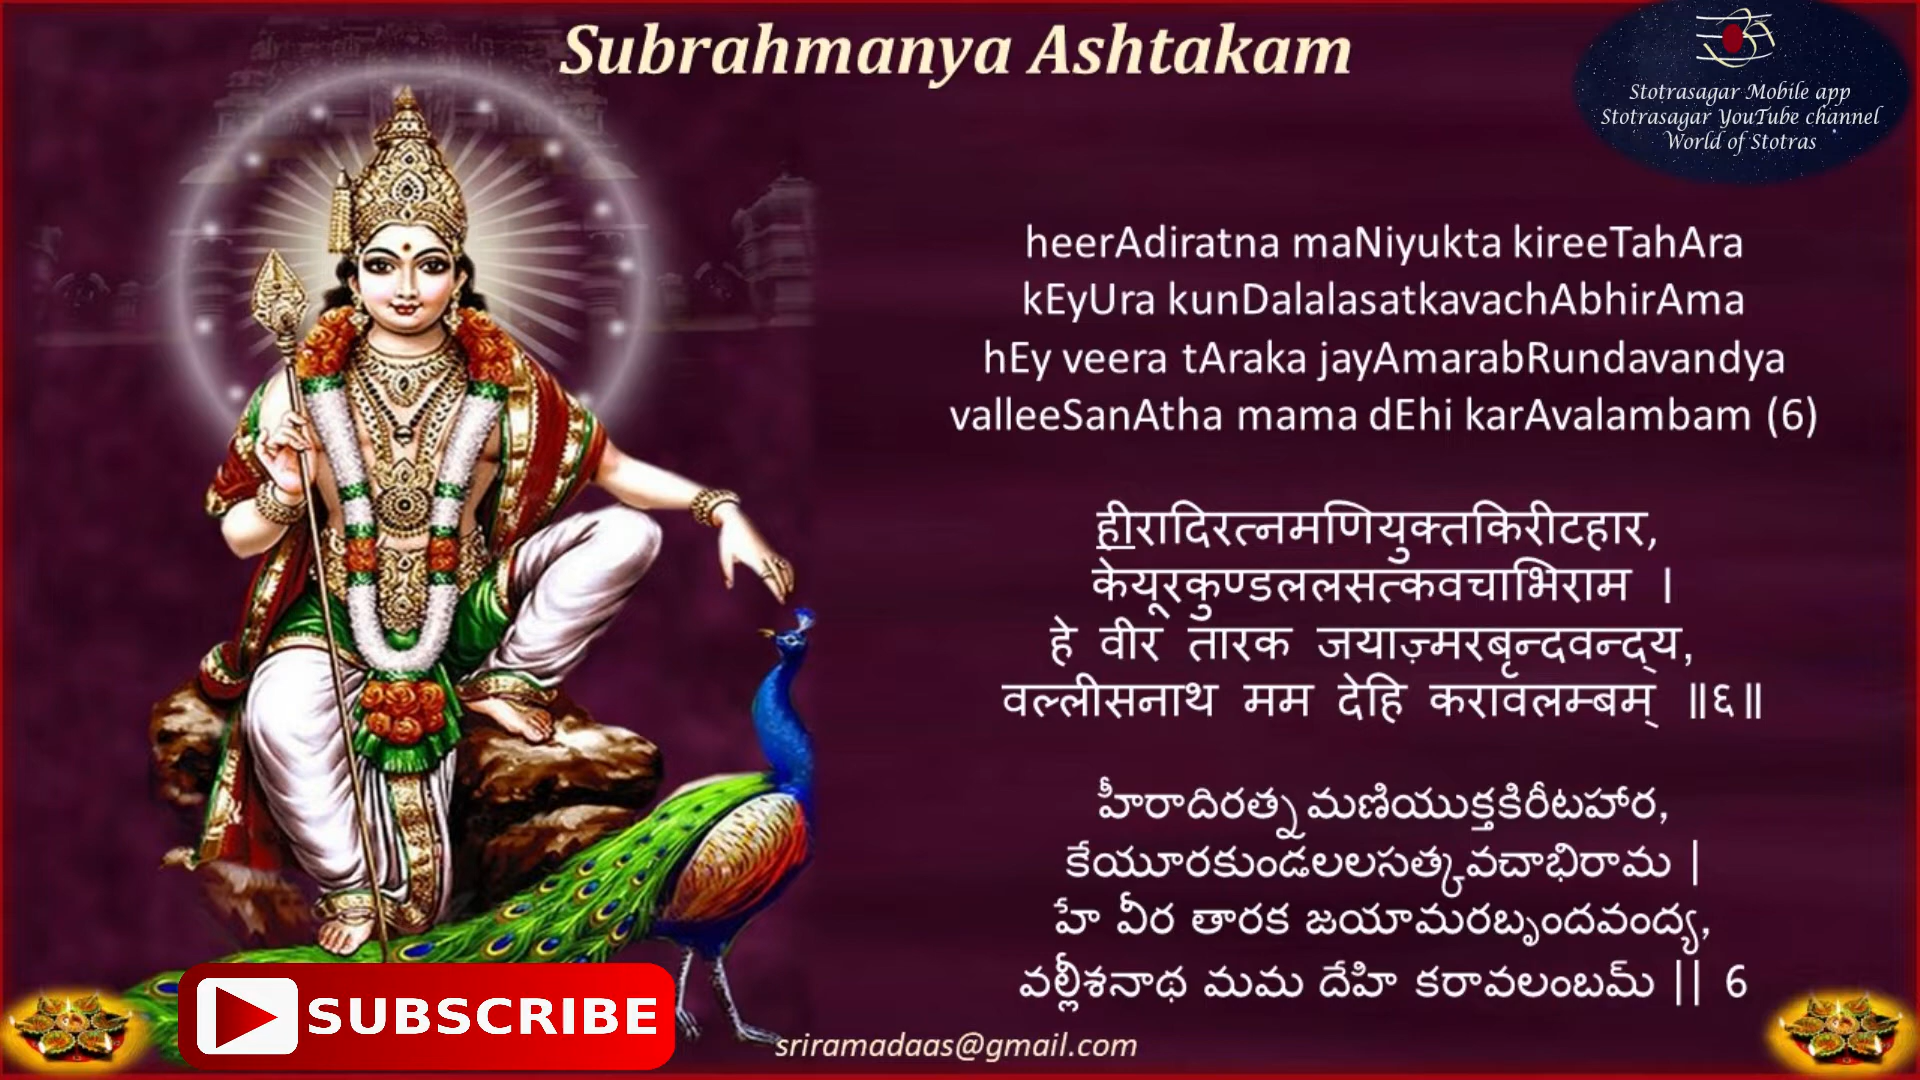 Subrahmanya Ashtakam
Stotrasagar Mobile app
Stotrasagar YouTube channel
World of Stotras
heerAdiratna maNiyukta kireeTahAra
kEyUra kunDalalasatkavachAbhirAma
hEy veera tAraka jayAmarabRundavandya
valleeSanAtha mama dEhi karAvalambam (6)
हीरादिरत्नमणियुक्तकिरीटहार,
केयूरकुण्डललसत्कवचाभिराम ।
हे वीर तारक जयाज़्मरबृन्दवन्द्य,
वल्लीसनाथ मम देहि करावलम्बम् ॥६॥
హీరాదిరత్న మణియుక్తకిరీటహార,
కేయూరకుండలలసత్కవచాభిరామ |
హే వీర తారక జయామరబృందవంద్య,
వల్లీశనాథ మమ దేహి కరావలంబమ్ || 6
SUBSCRIBE
sriramadaas@gmail.com